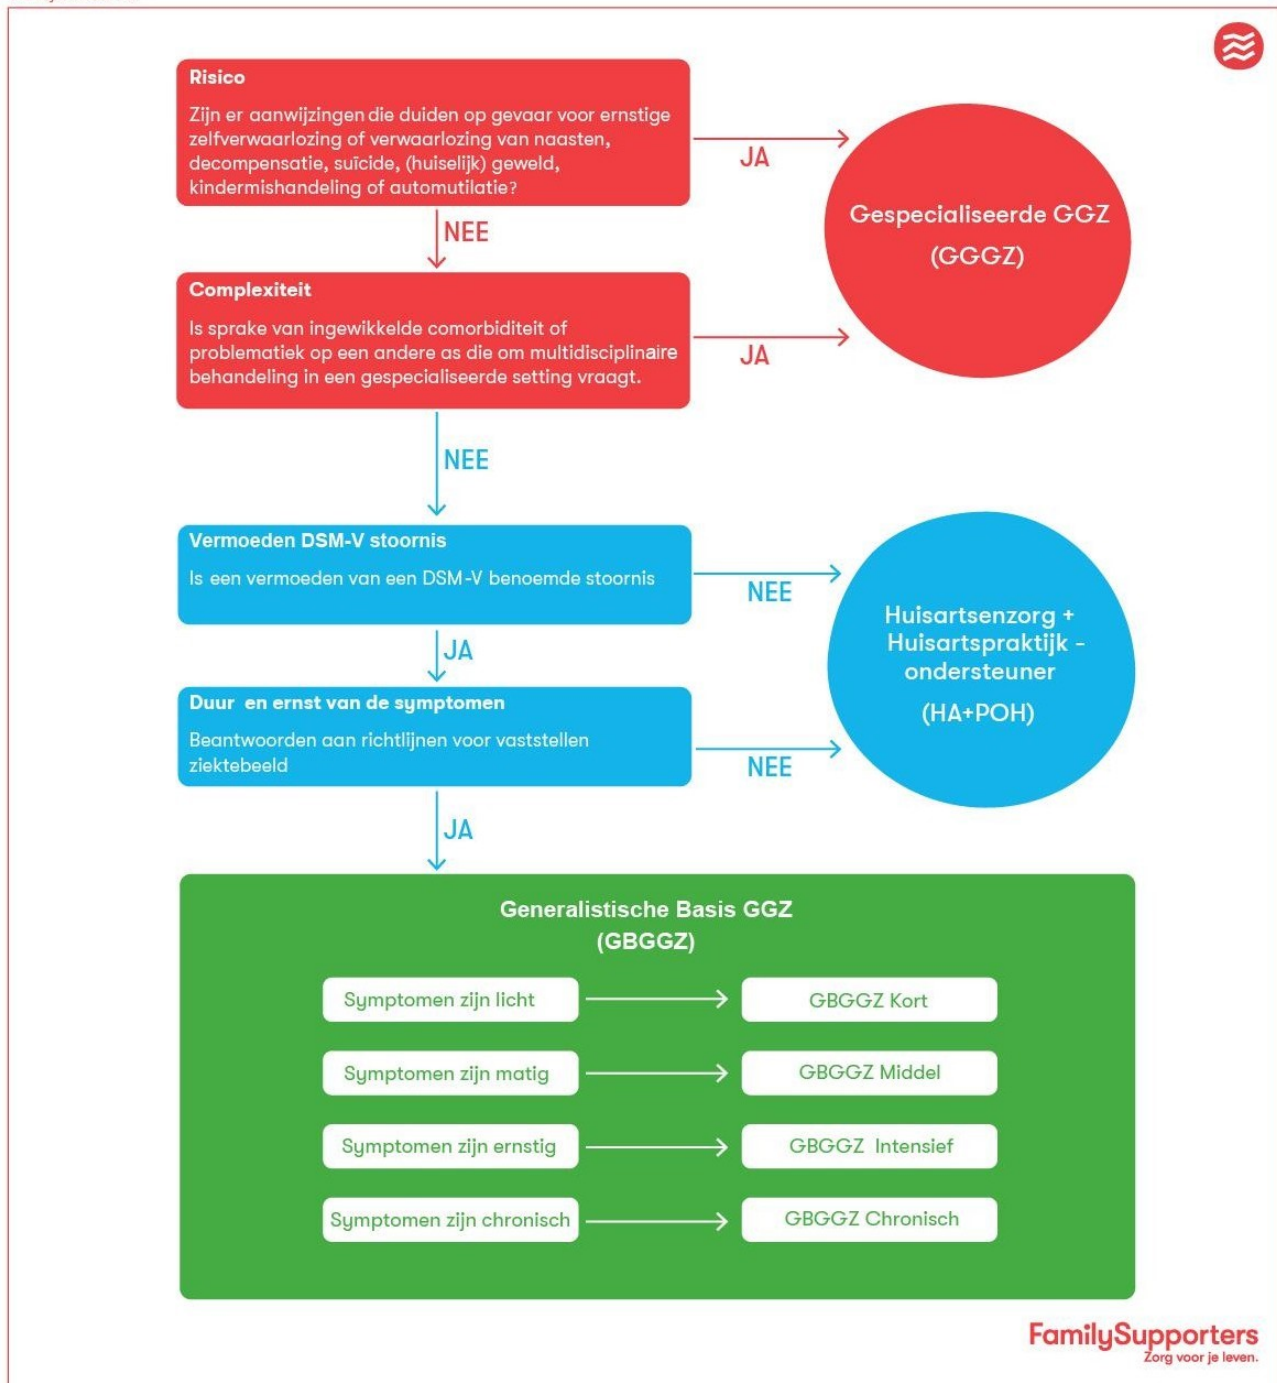 Risico
Zijn er aanwijzingen die duiden op gevaar voor ernstige
zelfverwaarlozing of verwaarlozing van naasten,
decompensatie, suïcide, (huiselijk) geweld,
kindermishandeling of automutilatie?
JA
Gespecialiseerde GGZ
(GGGZ)
NEE
Complexiteit
Is sprake van ingewikkelde comorbiditeit of
problematiek op een andere as die om multidisciplinaire
behandeling in een gespecialiseerde setting vraagt.
JA
NEE
Vermoeden DSM-V stoornis
Is een vermoeden van een DSM-V benoemde stoornis
NEE
Huisartsenzorg +
Huisartspraktijk -
ondersteuner
(HA+POH)
JA
Duur en ernst van de symptomen
Beantwoorden aan richtlijnen voor vaststellen
ziektebeeld
NEE
JA
Generalistische Basis GGZ
(GBGGZ)
Symptomen zijn licht
GBGGZ Kort
Symptomen zijn matig
GBGGZ Middel
Symptomen zijn ernstig
GBGGZ Intensief
Symptomen zijn chronisch
GBGGZ Chronisch
FamilySupporters
Zorg voor je leven.